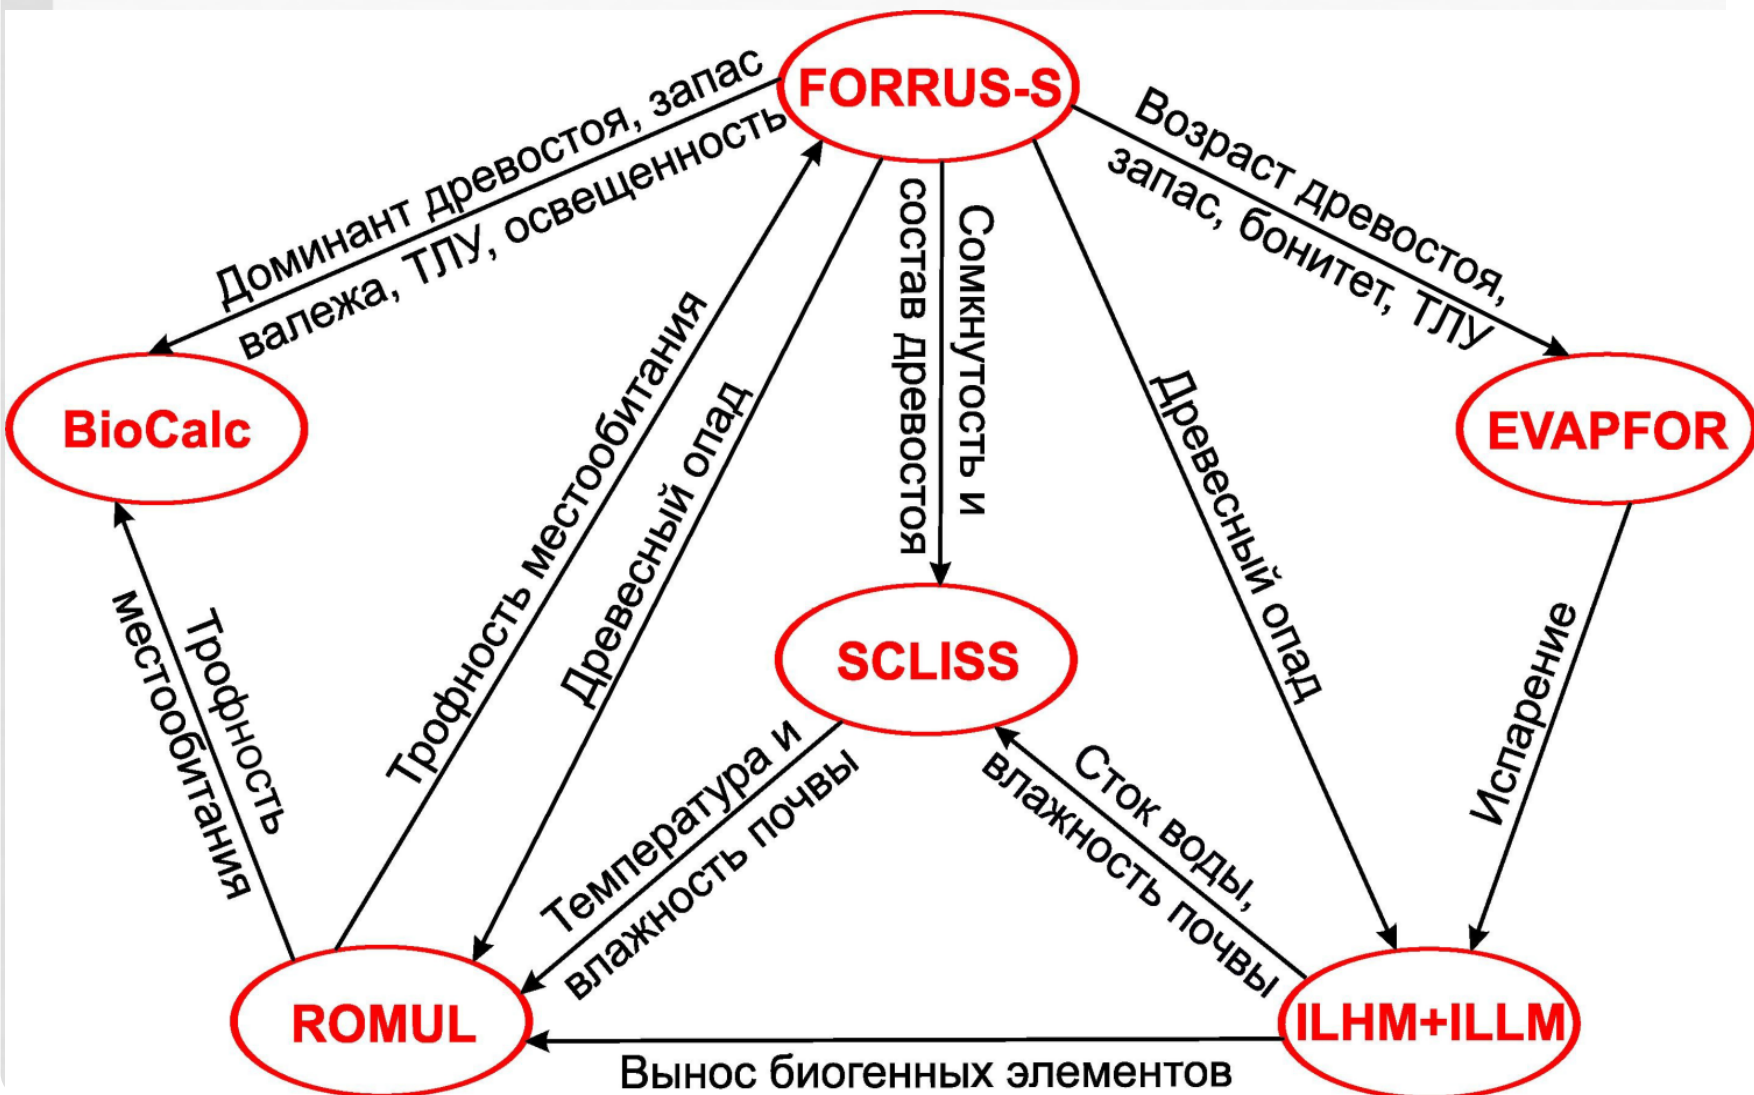 FORRUS-S
Доминант древостоя, запас
валежа, ТЛУ, освещенность
Возраст древостоя,
запас, бонитет, ТЛУ
Сомкнутость и
состав древостоя
Трофность местообитания
Древесный опад
Древесный опад
BioCalc
EVAPFOR
SCLISS
Трофность
местообитания
Температура и
влажность почвы
Сток воды,
влажность почвы
Испарение
ROMUL
ILHM+ILLM
Вынос биогенных элементов